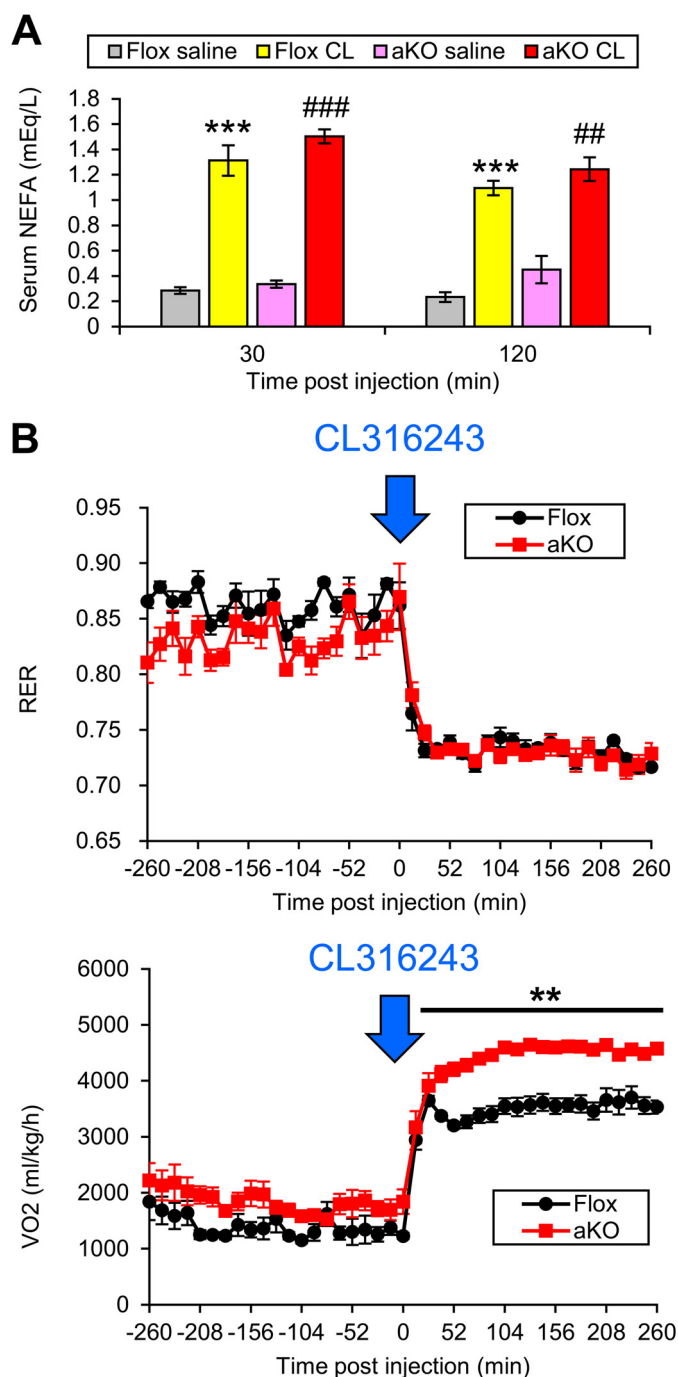 A
Flox saline Flox CL aKO saline aKO CL
Serum NEFA (mEq/L)
1.8
1.6
1.4
1.2
1
0.8
0.6
0.4
0.2
0
*** ### *** ##
30 120
Time post injection (min)
B
CL316243
RER
0.95
0.90
0.85
0.80
0.75
0.70
0.65
Flox
aKO
-260 -208 -156 -104 -52 0 52 104 156 208 260
Time post injection (min)
CL316243
VO2 (ml/kg/h)
6000
5000
4000
3000
2000
1000
0
**
Flox
aKO
-260 -208 -156 -104 -52 0 52 104 156 208 260
Time post injection (min)